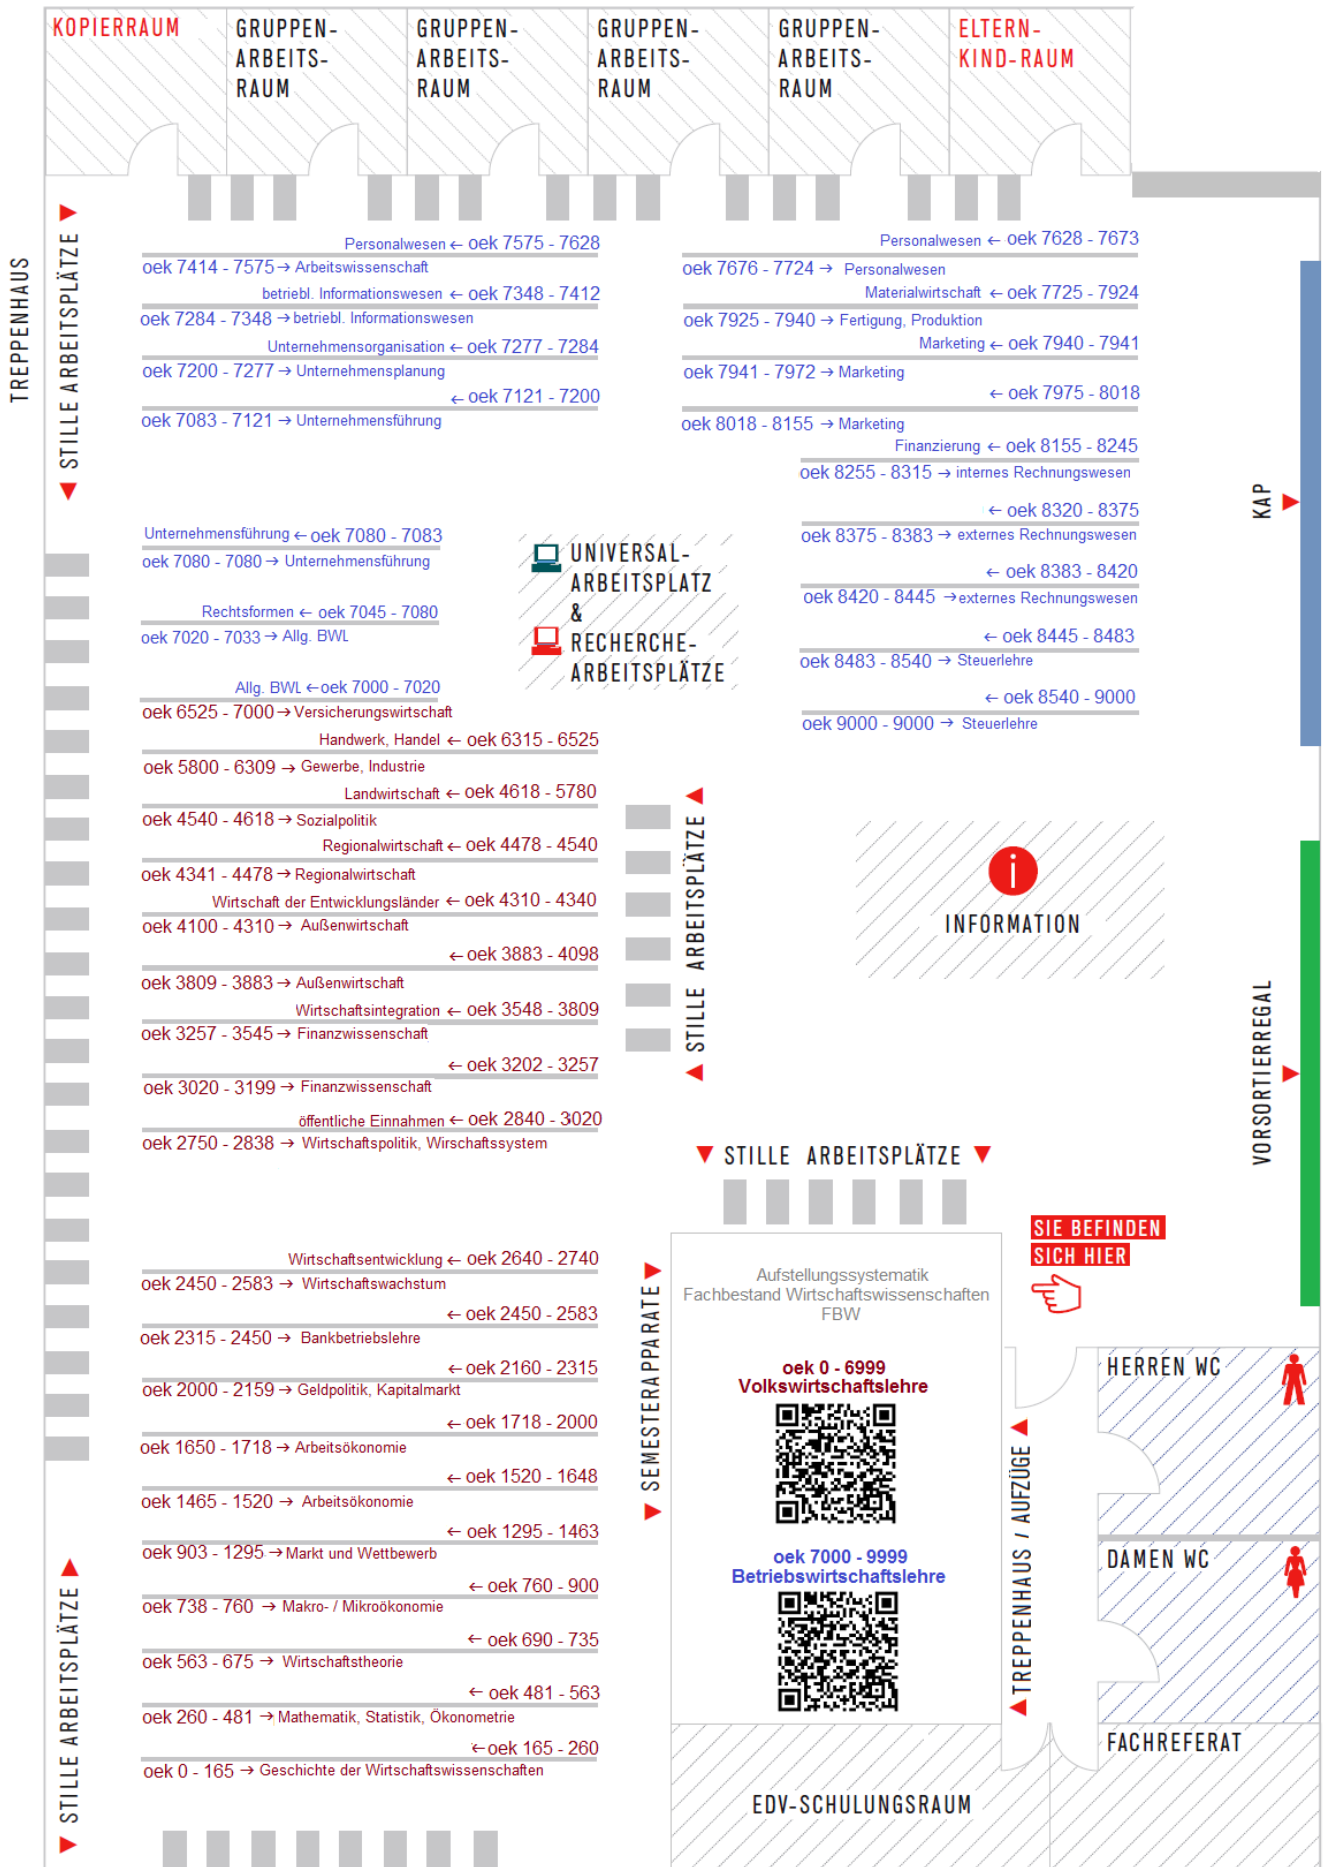 KOPIERRAUM
GRUPPEN-
ARBEITS-
RAUM
GRUPPEN-
ARBEITS-
RAUM
GRUPPEN-
ARBEITS-
RAUM
GRUPPEN-
ARBEITS-
RAUM
ELTERN-
KIND-RAUM
TREPPENHAUS
STILLE ARBEITSPLÄTZE
Personalwesen ← oek 7575 - 7628
oek 7414 - 7575 → Arbeitswissenschaft
betriebl. Informationswesen ← oek 7348 - 7412
oek 7284 - 7348 → betriebl. Informationswesen
Unternehmensorganisation ← oek 7277 - 7284
oek 7200 - 7277 → Unternehmensplanung
← oek 7121 - 7200
oek 7083 - 7121 → Unternehmensführung
Personalwesen ← oek 7628 - 7673
oek 7676 - 7724 → Personalwesen
Materialwirtschaft ← oek 7725 - 7924
oek 7925 - 7940 → Fertigung, Produktion
Marketing ← oek 7940 - 7941
oek 7941 - 7972 → Marketing
← oek 7975 - 8018
oek 8018 - 8155 → Marketing
Finanzierung ← oek 8155 - 8245
oek 8255 - 8315 → internes Rechnungswesen
← oek 8320 - 8375
oek 8375 - 8383 → externes Rechnungswesen
← oek 8383 - 8420
oek 8420 - 8445 → externes Rechnungswesen
← oek 8445 - 8483
oek 8483 - 8540 → Steuerlehre
← oek 8540 - 9000
oek 9000 - 9000 → Steuerlehre
KAP
Unternehmensführung ← oek 7080 - 7083
oek 7080 - 7080 → Unternehmensführung
Rechtsformen ← oek 7045 - 7080
oek 7020 - 7033 → Allg. BWL
Allg. BWL ← oek 7000 - 7020
UNIVERSAL-
ARBEITSPLATZ
&
RECHERCHE-
ARBEITSPLÄTZE
oek 6525 - 7000 → Versicherungswirtschaft
Handwerk, Handel ← oek 6315 - 6525
oek 5800 - 6309 → Gewerbe, Industrie
Landwirtschaft ← oek 4618 - 5780
oek 4540 - 4618 → Sozialpolitik
Regionalwirtschaft ← oek 4478 - 4540
oek 4341 - 4478 → Regionalwirtschaft
Wirtschaft der Entwicklungsländer ← oek 4310 - 4340
oek 4100 - 4310 → Außenwirtschaft
← oek 3883 - 4098
oek 3809 - 3883 → Außenwirtschaft
Wirtschaftsintegration ← oek 3548 - 3809
oek 3257 - 3545 → Finanzwissenschaft
← oek 3202 - 3257
oek 3020 - 3199 → Finanzwissenschaft
öffentliche Einnahmen ← oek 2840 - 3020
oek 2750 - 2838 → Wirtschaftspolitik, Wirschaftssystem
STILLE ARBEITSPLÄTZE
i
INFORMATION
VORSORTIERREGAL
STILLE ARBEITSPLÄTZE
SIE BEFINDEN
SICH HIER
Wirtschaftsentwicklung ← oek 2640 - 2740
oek 2450 - 2583 → Wirtschaftswachstum
← oek 2450 - 2583
oek 2315 - 2450 → Bankbetriebslehre
← oek 2160 - 2315
oek 2000 - 2159 → Geldpolitik, Kapitalmarkt
← oek 1718 - 2000
oek 1650 - 1718 → Arbeitsökonomie
← oek 1520 - 1648
oek 1465 - 1520 → Arbeitsökonomie
← oek 1295 - 1463
oek 903 - 1295 → Markt und Wettbewerb
← oek 760 - 900
oek 738 - 760 → Makro- / Mikroökonomie
← oek 690 - 735
oek 563 - 675 → Wirtschaftstheorie
← oek 481 - 563
oek 260 - 481 → Mathematik, Statistik, Ökonometrie
← oek 165 - 260
oek 0 - 165 → Geschichte der Wirtschaftswissenschaften
STILLE ARBEITSPLÄTZE
SEMESTERAPPARATE
Aufstellungssystematik
Fachbestand Wirtschaftswissenschaften
FBW
oek 0 - 6999
Volkswirtschaftslehre
oek 7000 - 9999
Betriebswirtschaftslehre
TREPPENHAUS / AUFZÜGE
HERREN WC
DAMEN WC
FACHREFERAT
EDV-SCHULUNGSRAUM